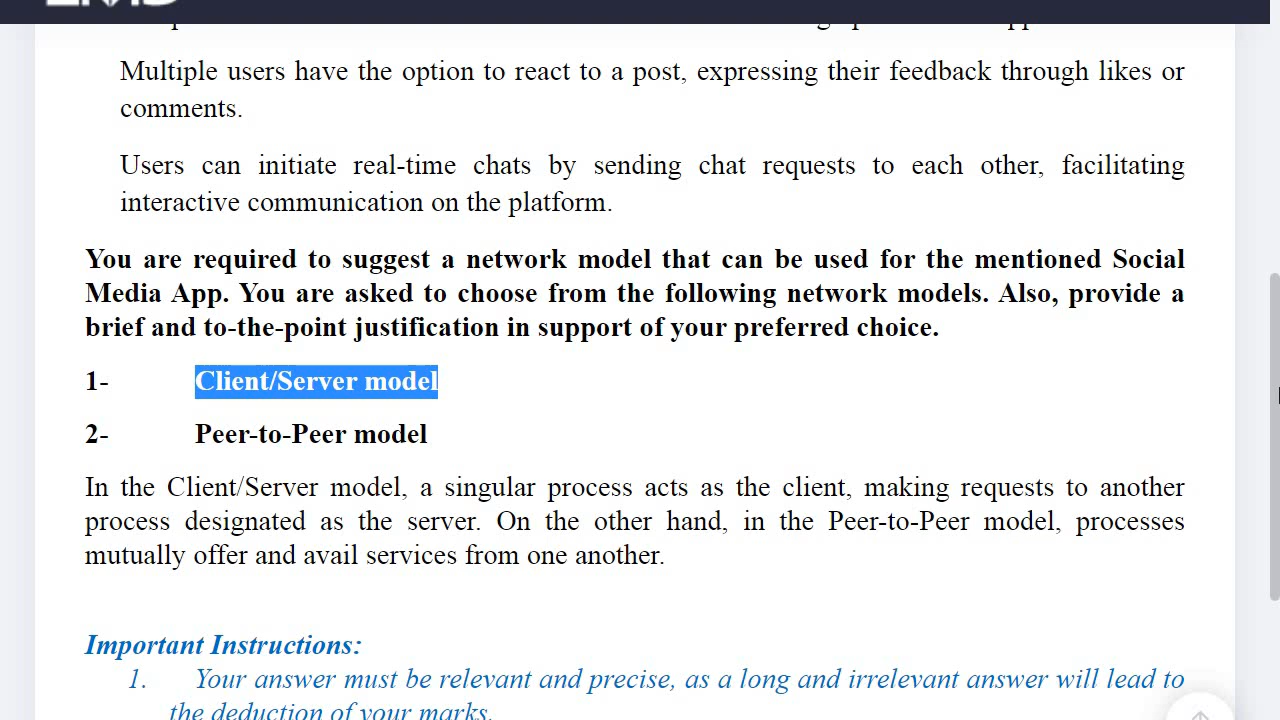 Multiple users have the option to react to a post, expressing their feedback through likes or
comments.
Users can initiate real-time chats by sending chat requests to each other, facilitating
interactive communication on the platform.
You are required to suggest a network model that can be used for the mentioned Social
Media App. You are asked to choose from the following network models. Also, provide a
brief and to-the-point justification in support of your preferred choice.
1- Client/Server model
2- Peer-to-Peer model
In the Client/Server model, a singular process acts as the client, making requests to another
process designated as the server. On the other hand, in the Peer-to-Peer model, processes
mutually offer and avail services from one another.
Important Instructions:
1. Your answer must be relevant and precise, as a long and irrelevant answer will lead to
the deduction of your marks.